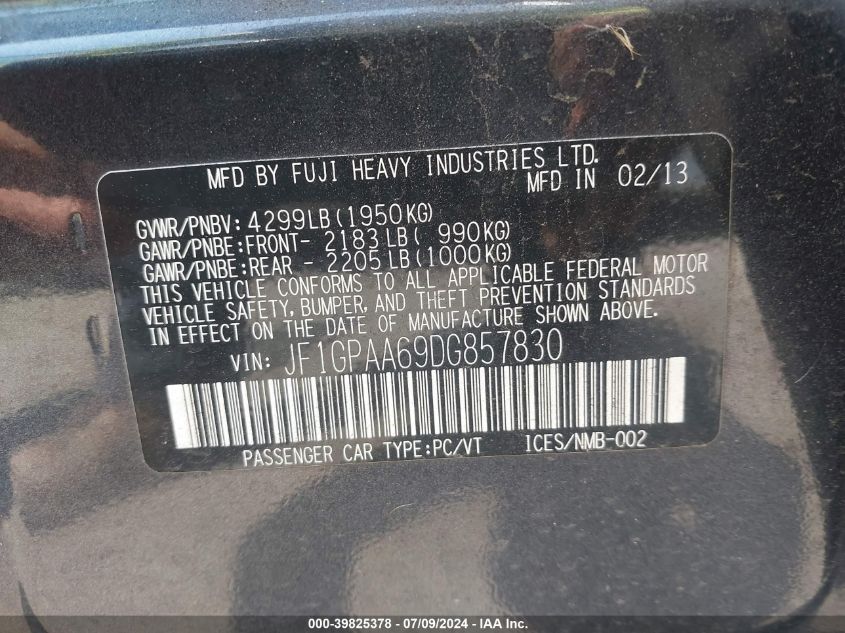 MFD BY FUJI HEAVY INDUSTRIES LTD.
MFD IN 02/13
GVWR/PNBV: 4299LB(1950KG)
GAWR/PNBE:FRONT- 2183LB( 990KG)
GAWR/PNBE:REAR - 2205LB(1000KG)
THIS VEHICLE CONFORMS TO ALL APPLICABLE FEDERAL MOTOR
VEHICLE SAFETY, BUMPER, AND THEFT PREVENTION STANDARDS
IN EFFECT ON THE DATE OF MANUFACTURE SHOWN ABOVE.
VIN: JF1GPAA69DG857830
PASSENGER CAR TYPE:PC/VT ICES/NMB-002
000-39825378 - 07/09/2024 - IAA Inc.